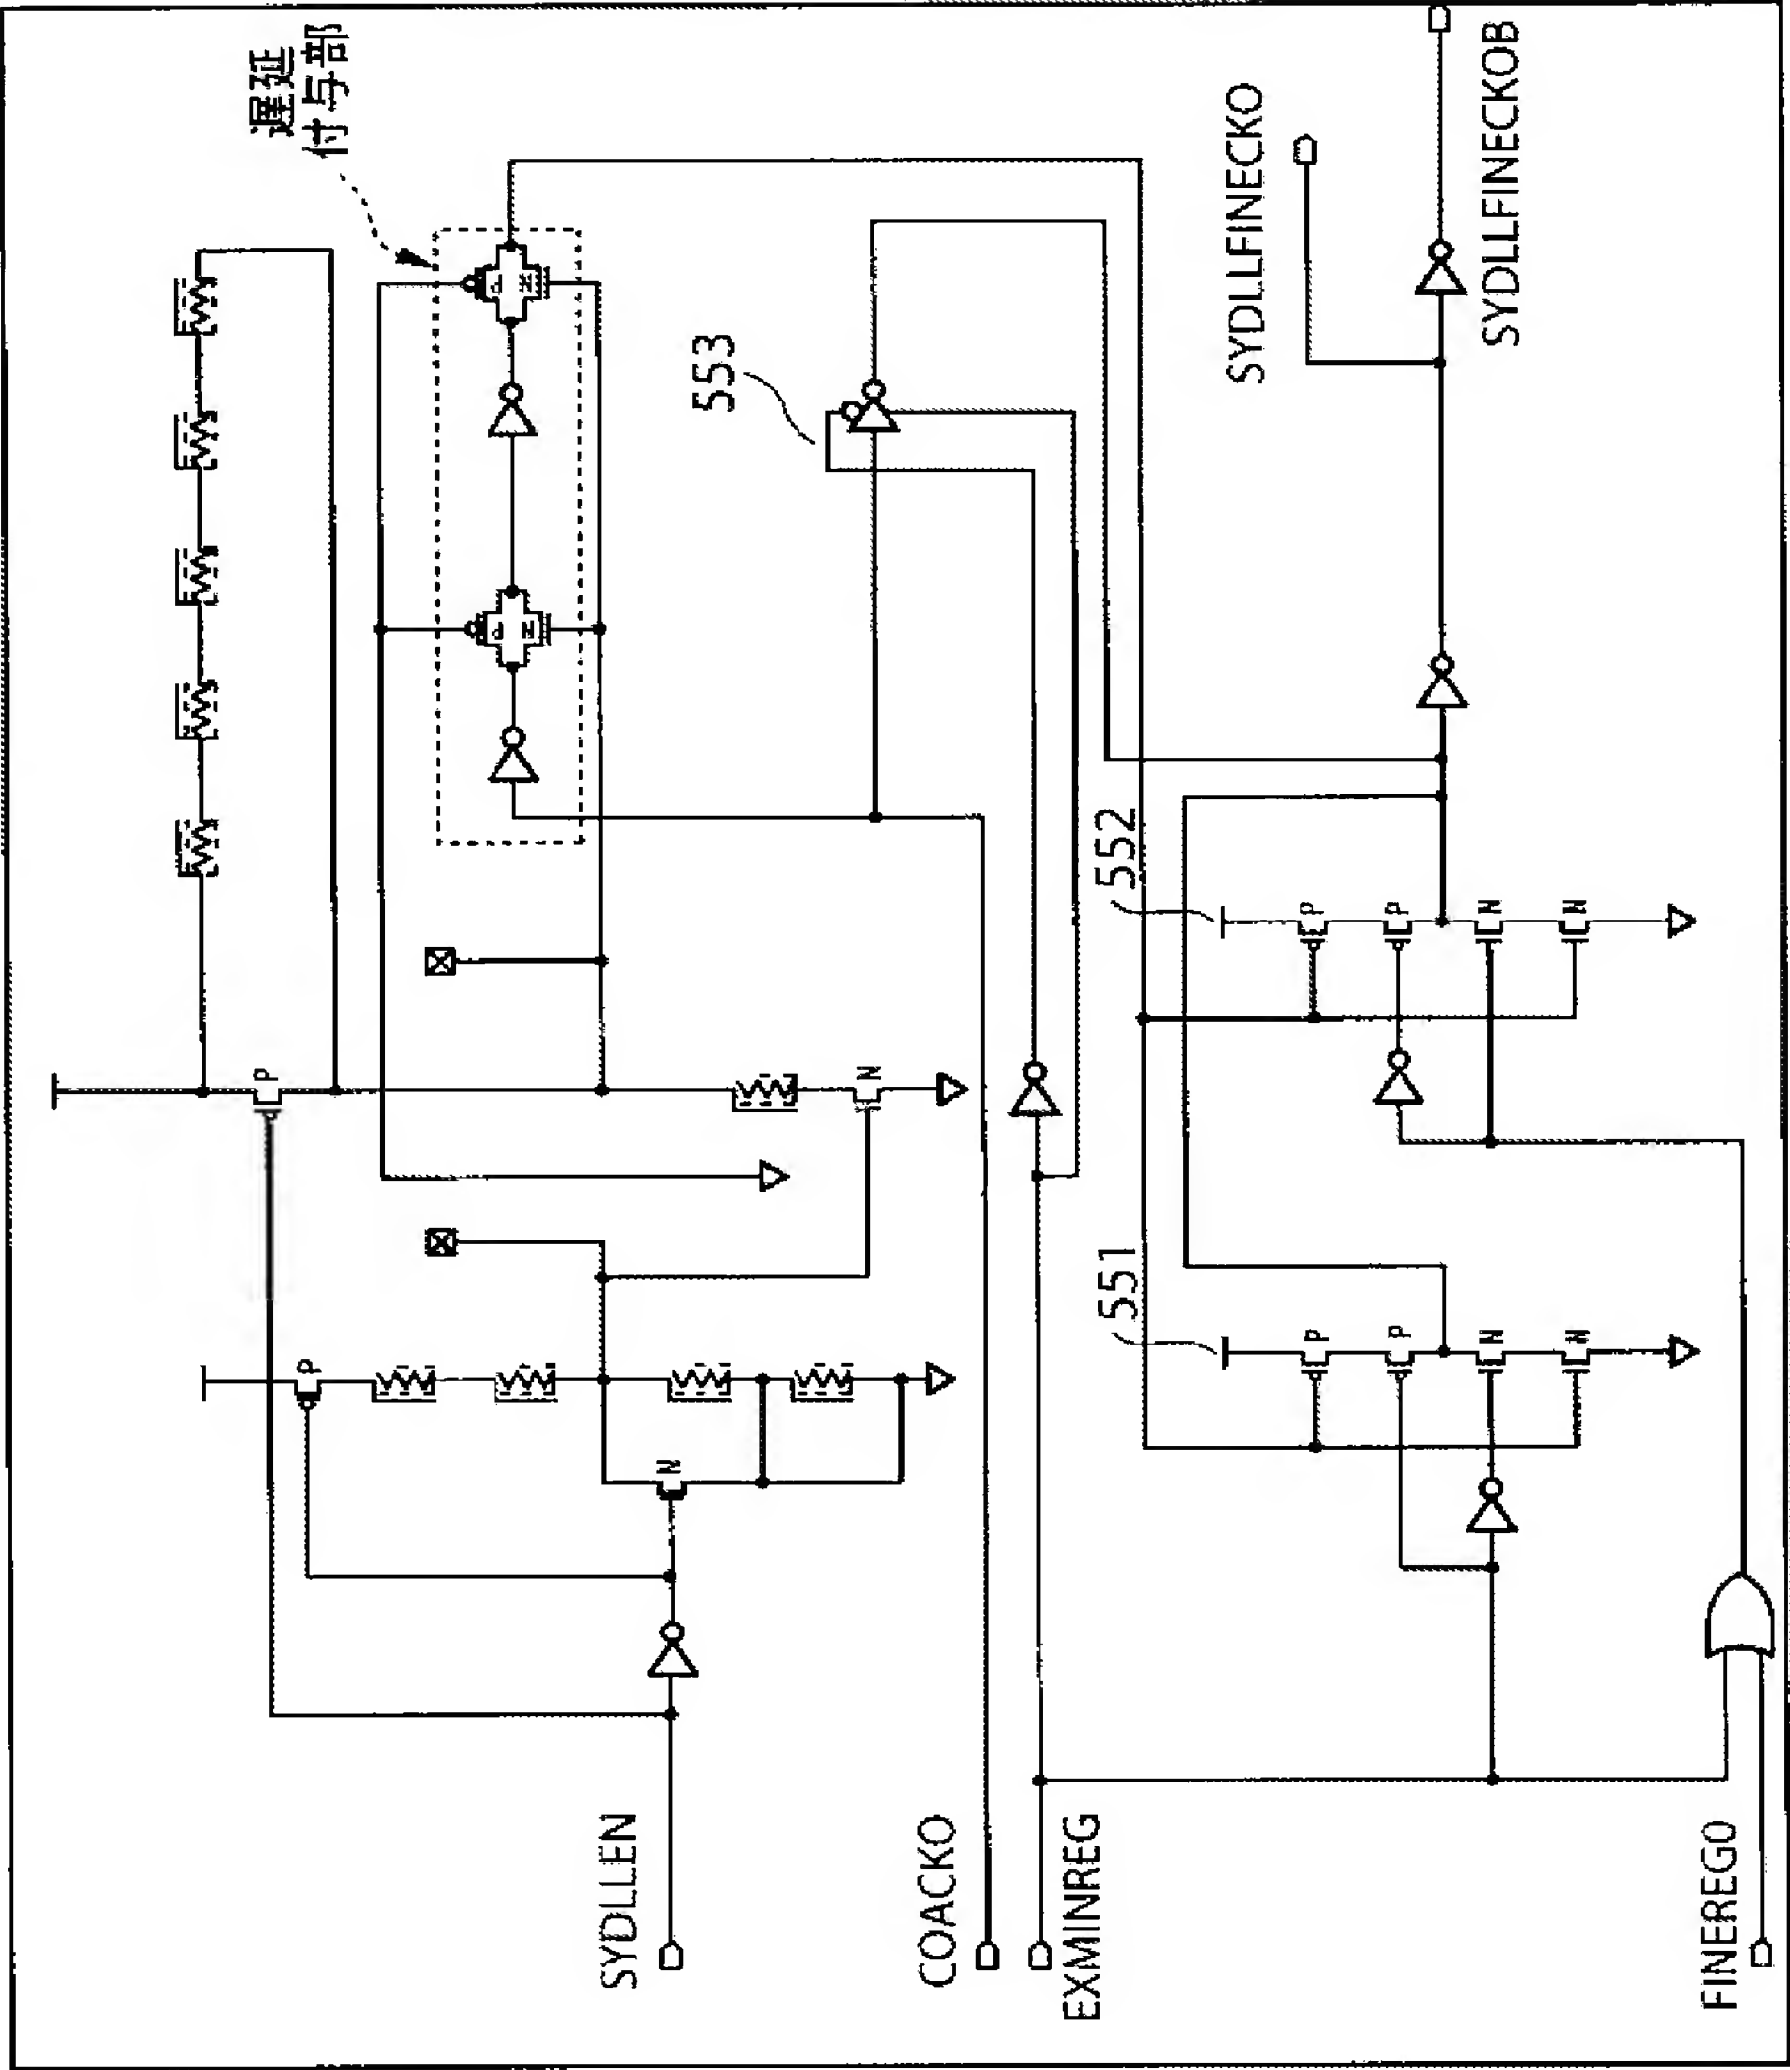 遅延
付与部
SYDLLEN
COACKO
EXMINREG
FINEREGO
551
552
553
SYDLLFINECKO
SYDLLFINECKOB
P
P
N
N
P
N
P
N
P
P
N
N
P
P
N
N